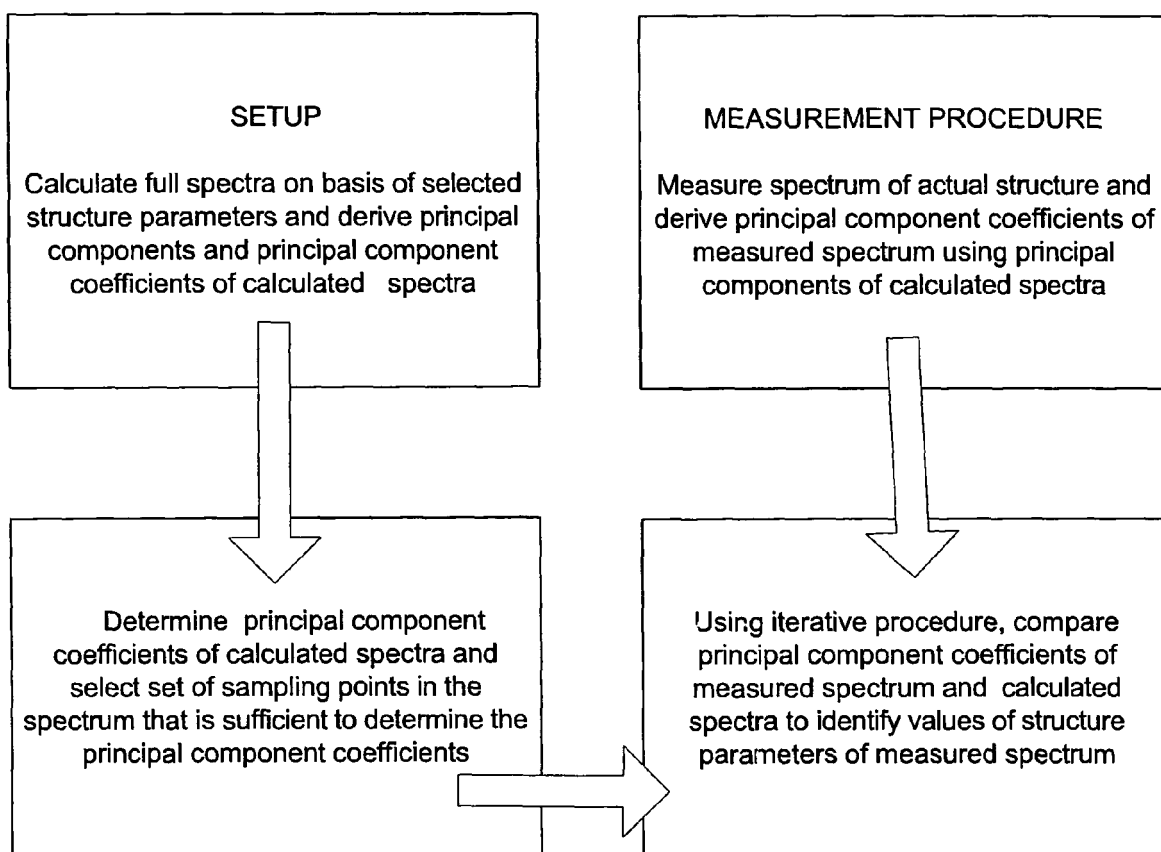 SETUP
Calculate full spectra on basis of selected
structure parameters and derive principal
components and principal component
coefficients of calculated spectra
MEASUREMENT PROCEDURE
Measure spectrum of actual structure and
derive principal component coefficients of
measured spectrum using principal
components of calculated spectra
Determine principal component
coefficients of calculated spectra and
select set of sampling points in the
spectrum that is sufficient to determine the
principal component coefficients
Using iterative procedure, compare
principal component coefficients of
measured spectrum and calculated
spectra to identify values of structure
parameters of measured spectrum